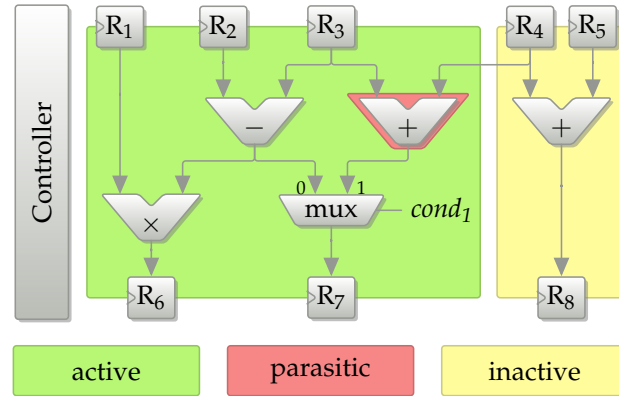 R1 R2 R3 R4 R5
Controller
− + +
0 1
× mux cond1
R6 R7 R8
active parasitic inactive